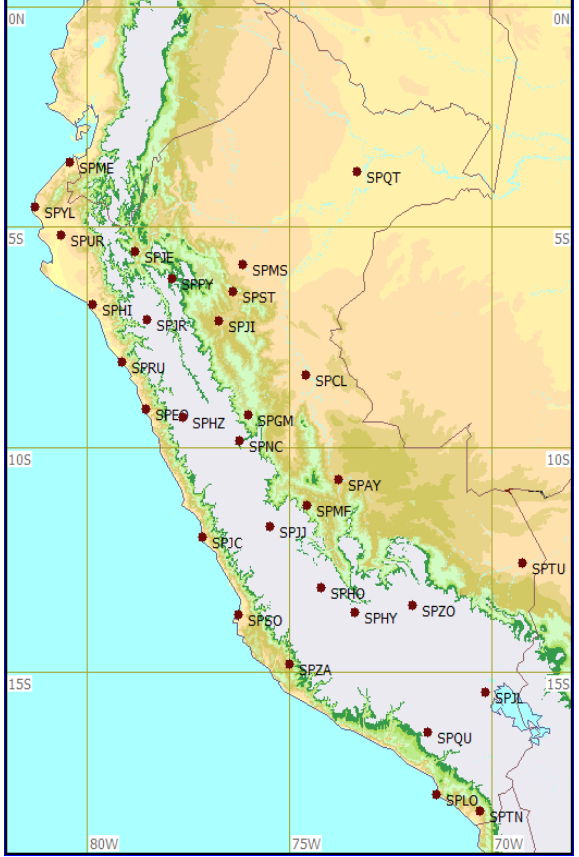 0N 0N
SPME
SPQT
SPYL
5S 5S
SPUR
SPJE
SPMS
SPPY
SPST
SPHI
SPJR
SPJI
SPRU
SPCL
SPEO
SPHZ
SPGM
SPNC
10S 10S
SPAY
SPMF
SPJJ
SPJC
SPTU
SPHO
SPZO
SPHY
SPSO
SPZA
15S 15S
SPJL
SPQU
SPLO
SPTN
80W 75W 70W